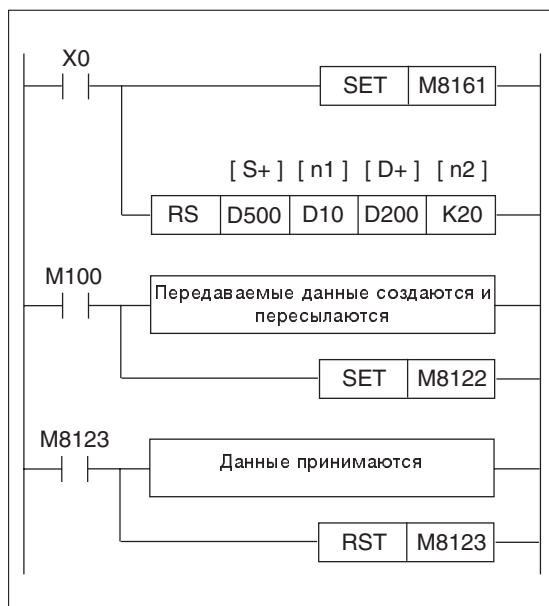 X0
SET M8161
[ S+ ] [ n1 ] [ D+ ] [ n2 ]
RS D500 D10 D200 K20
M100
Передаваемые данные создаются и
пересылаются
SET M8122
M8123
Данные принимаются
RST M8123